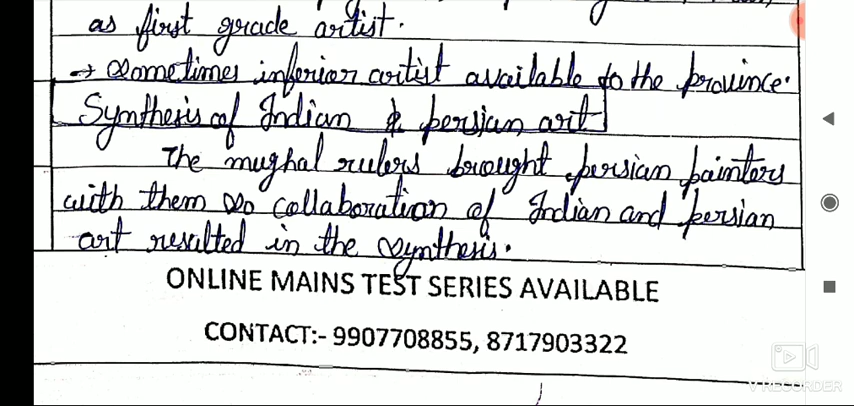 as first grade artist.
→ Sometimes inferior artist available to the province.
Synthesis of Indian & persian art
The mughal rulers brought persian painters
with them so collaboration of Indian and persian
art resulted in the synthesis.
ONLINE MAINS TEST SERIES AVAILABLE
CONTACT:- 9907708855, 8717903322
V RECORDER